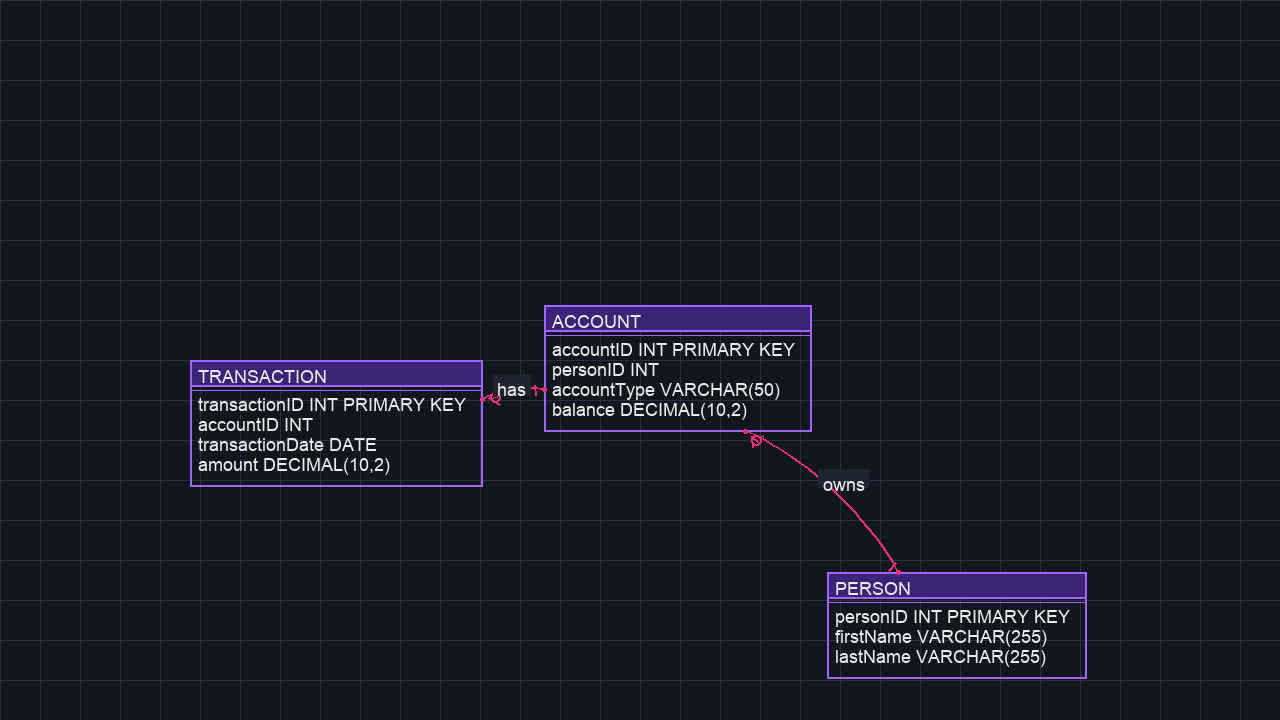 ACCOUNT
accountID INT PRIMARY KEY
personID INT
accountType VARCHAR(50)
balance DECIMAL(10,2)
TRANSACTION
transactionID INT PRIMARY KEY
accountID INT
transactionDate DATE
amount DECIMAL(10,2)
has
owns
PERSON
personID INT PRIMARY KEY
firstName VARCHAR(255)
lastName VARCHAR(255)